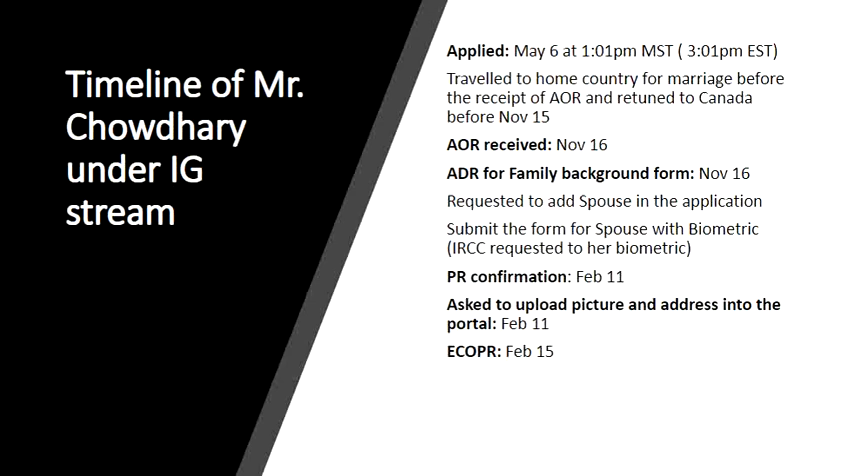 Timeline of Mr.
Chowdhary
under IG
stream
Applied: May 6 at 1:01pm MST ( 3:01pm EST)
Travelled to home country for marriage before
the receipt of AOR and retuned to Canada
before Nov 15
AOR received: Nov 16
ADR for Family background form: Nov 16
Requested to add Spouse in the application
Submit the form for Spouse with Biometric
(IRCC requested to her biometric)
PR confirmation: Feb 11
Asked to upload picture and address into the
portal: Feb 11
ECOPR: Feb 15